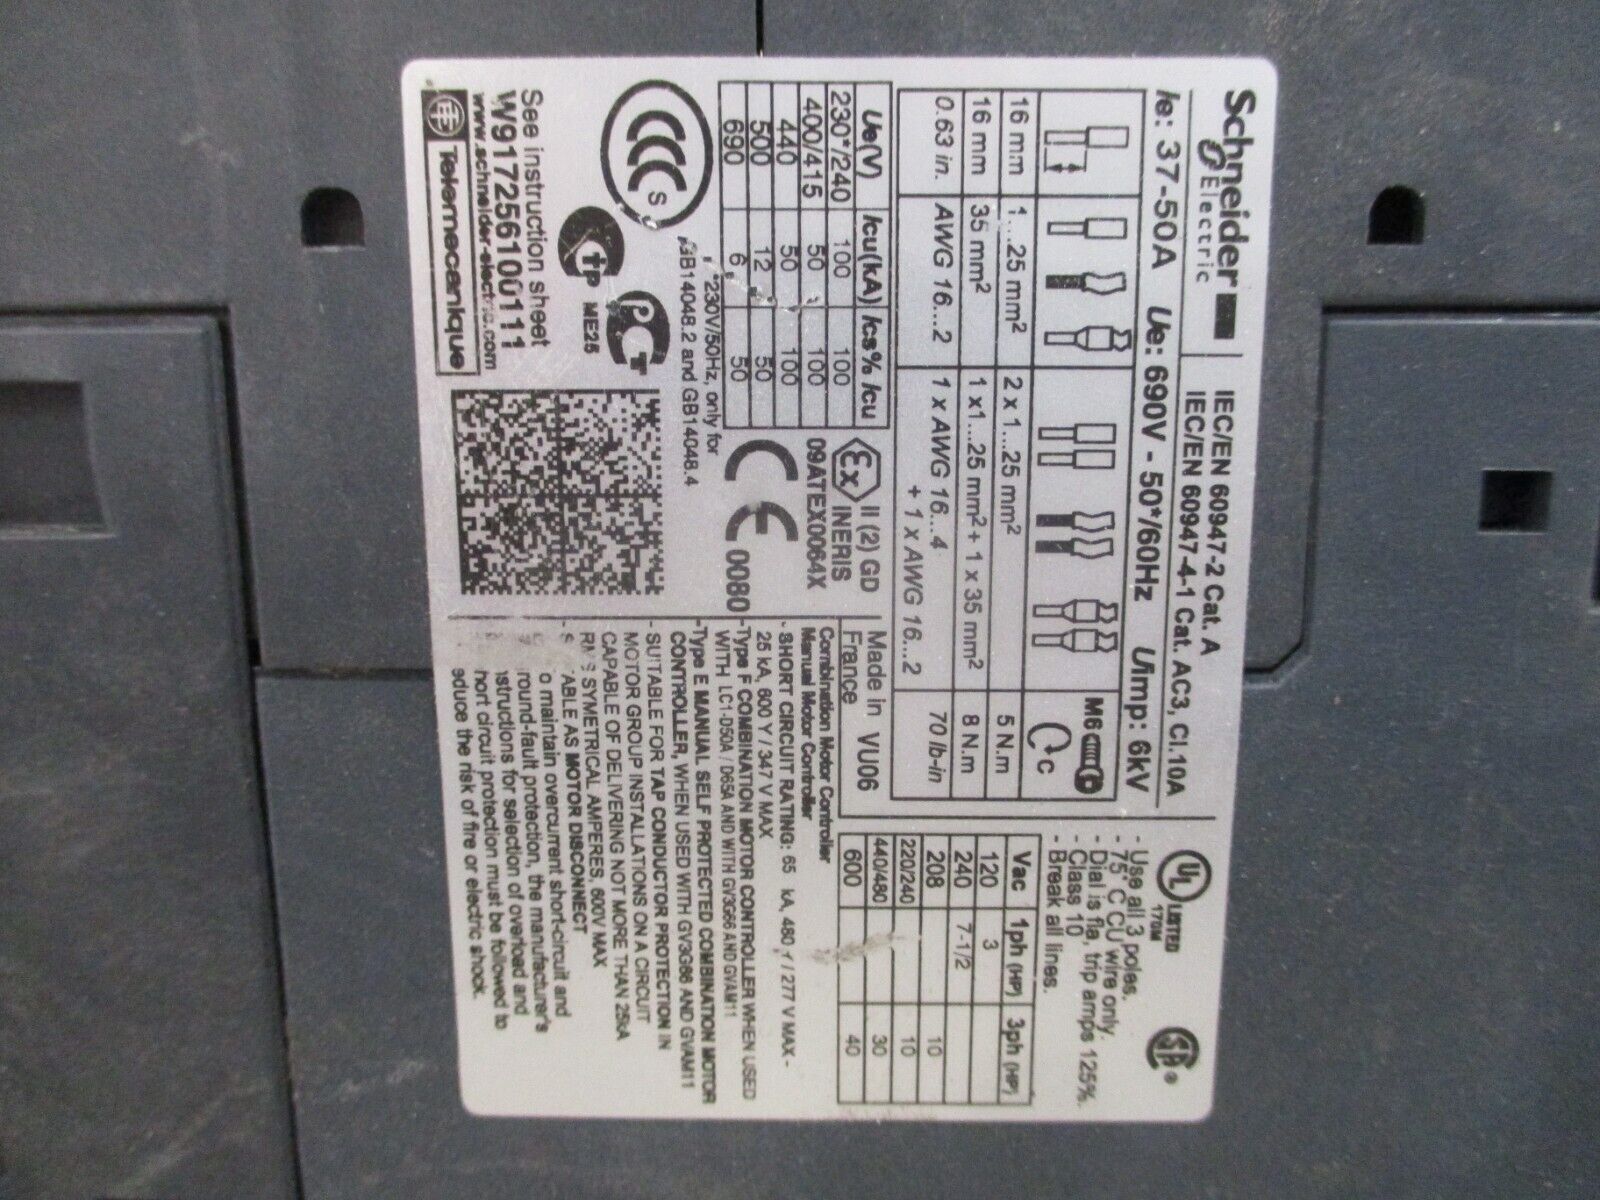 Schneider
Electric
IEC/EN 60947-2 Cat. A
IEC/EN 60947-4-1 Cat. AC3, Cl.10A
Ie: 37-50A Ue: 690V - 50*/60Hz Uimp: 6kV
M6
C
16 mm 1...25 mm² 2 x 1...25 mm² 5 N.m
16 mm 35 mm² 1 x1...25 mm² + 1 x 35 mm² 8 N.m
0.63 in. AWG 16...2 1 x AWG 16...4 + 1 x AWG 16...2 70 lb-in
Ue(V) Icu(kA) Ics% Icu
230*/240 100 100
400/415 50 100
440 50 100
500 12 50
690 6 50
*230V/50Hz, only for
GB14048.2 and GB14048.4
Ex II (2) GD
INERIS
09ATEX0064X
CE 0080
S
ME25
PCT
See instruction sheet
W917256100111
www.schneider-electric.com
Telemecanique
Made in VU06
France
Combination Motor Controller
Manual Motor Controller
- SHORT CIRCUIT RATING: 65 kA, 480 Y / 277 V MAX -
25 kA, 600 Y / 347 V MAX
-Type F COMBINATION MOTOR CONTROLLER WHEN USED
WITH LC1-D50A / D65A AND WITH GV3G66 AND GVAM11
-Type E MANUAL SELF PROTECTED COMBINATION MOTOR
CONTROLLER, WHEN USED WITH GV3G66 AND GVAM11
- SUITABLE FOR TAP CONDUCTOR PROTECTION IN
MOTOR GROUP INSTALLATIONS ON A CIRCUIT
CAPABLE OF DELIVERING NOT MORE THAN 25kA
RMS SYMETRICAL AMPERES, 600V MAX
ABLE AS MOTOR DISCONNECT
o maintain overcurrent short-circuit and
round-fault protection, the manufacturer's
structions for selection of overload and
hort circuit protection must be followed to
educe the risk of fire or electric shock.
UL LISTED
170M
SA ®
- Use all 3 poles.
- 75°C CU wire only.
- Dial is fla, trip amps 125%.
- Class 10
- Break all lines.
Vac 1ph (HP) 3ph (HP)
120 3
240 7-1/2
208 10
220/240 10
440/480 30
600 40